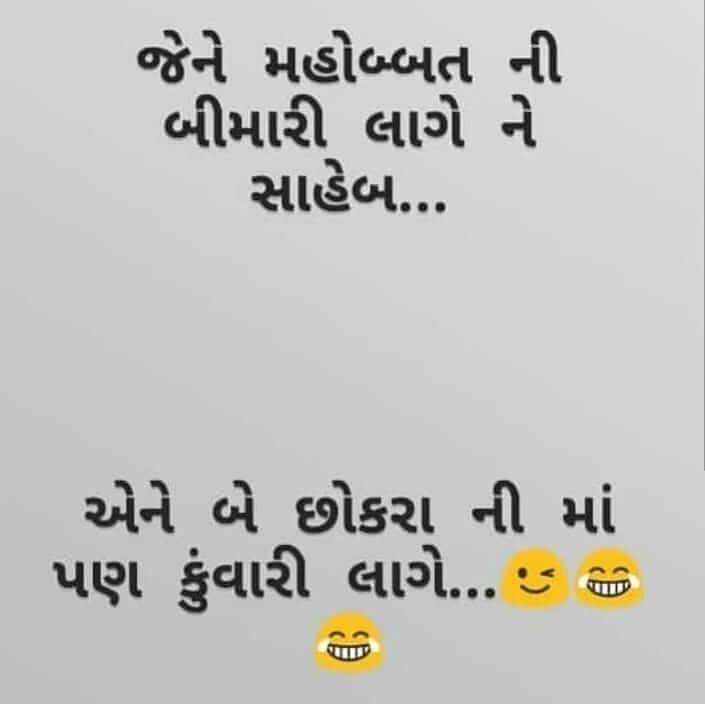 જેને મહોબ્બત ની
બીમારી લાગે ને
સાહેબ...
એને બે છોકરા ની માં
પણ કુંવારી લાગે...😉😂
😂